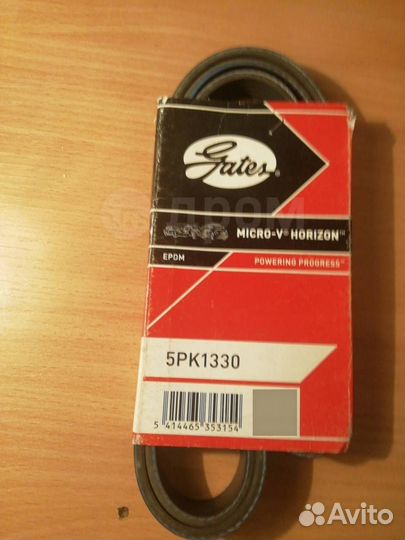 Gates
дром
MICRO-V® HORIZON™
EPDM
POWERING PROGRESS™
5PK1330
5 414465 353154
Avito